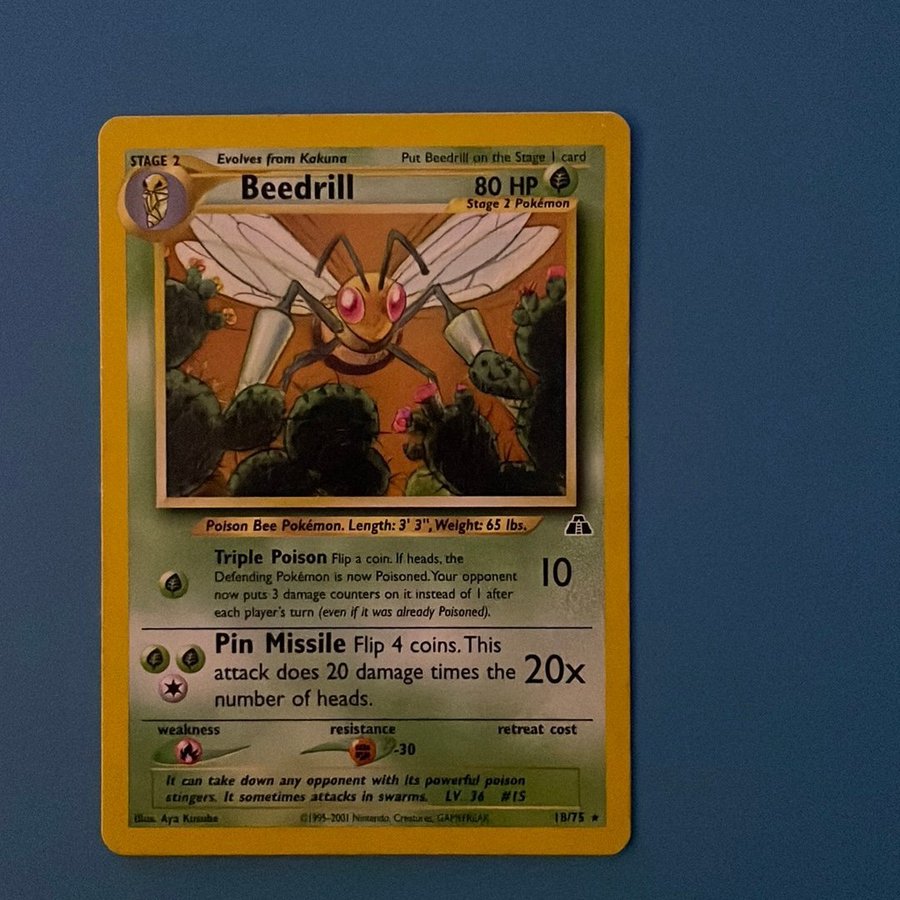 STAGE 2 Evolves from Kakuna Put Beedrill on the Stage 1 card
Beedrill 80 HP
Stage 2 Pokémon
Poison Bee Pokémon. Length: 3' 3", Weight: 65 lbs.
Triple Poison Flip a coin. If heads, the
Defending Pokémon is now Poisoned. Your opponent
now puts 3 damage counters on it instead of 1 after
each player's turn (even if it was already Poisoned).
10
Pin Missile Flip 4 coins. This
attack does 20 damage times the
number of heads.
20x
weakness resistance retreat cost
-30
It can take down any opponent with its powerful poison
stingers. It sometimes attacks in swarms. LV. 36 #15
Illus. Aya Kusube ©1995-2001 Nintendo, Creatures, GAMEFREAK 18/75 ★